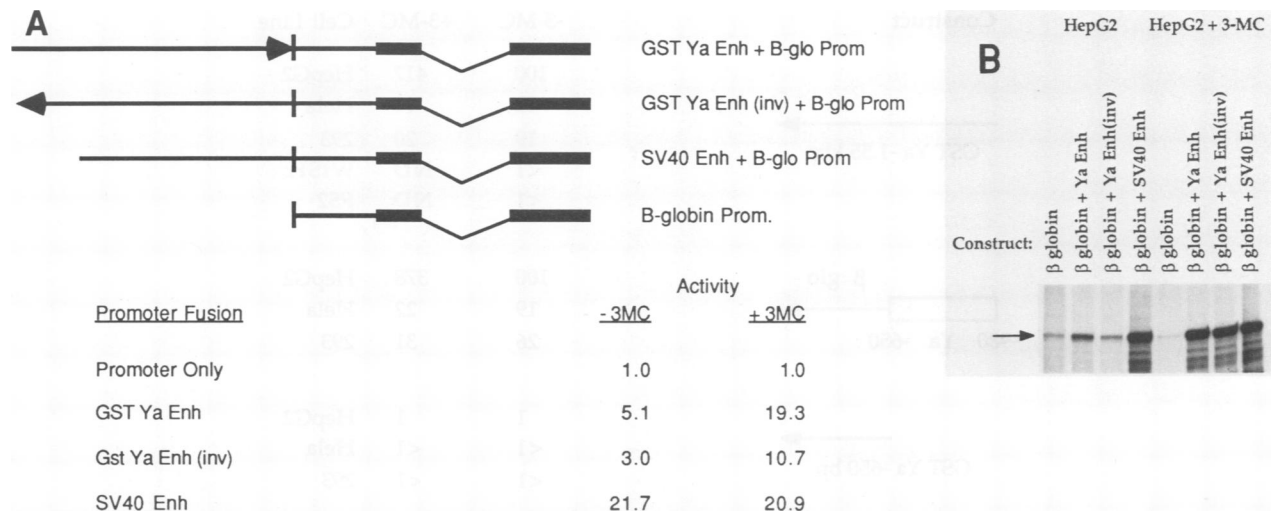 A
GST Ya Enh + B-glo Prom
GST Ya Enh (inv) + B-glo Prom
SV40 Enh + B-glo Prom
B-globin Prom.
Activity
Promoter Fusion - 3MC + 3MC
Promoter Only 1.0 1.0
GST Ya Enh 5.1 19.3
Gst Ya Enh (inv) 3.0 10.7
SV40 Enh 21.7 20.9
B
HepG2 HepG2 + 3-MC
Construct:
β globin
β globin + Ya Enh
β globin + Ya Enh(inv)
β globin + SV40 Enh
β globin
β globin + Ya Enh
β globin + Ya Enh(inv)
β globin + SV40 Enh